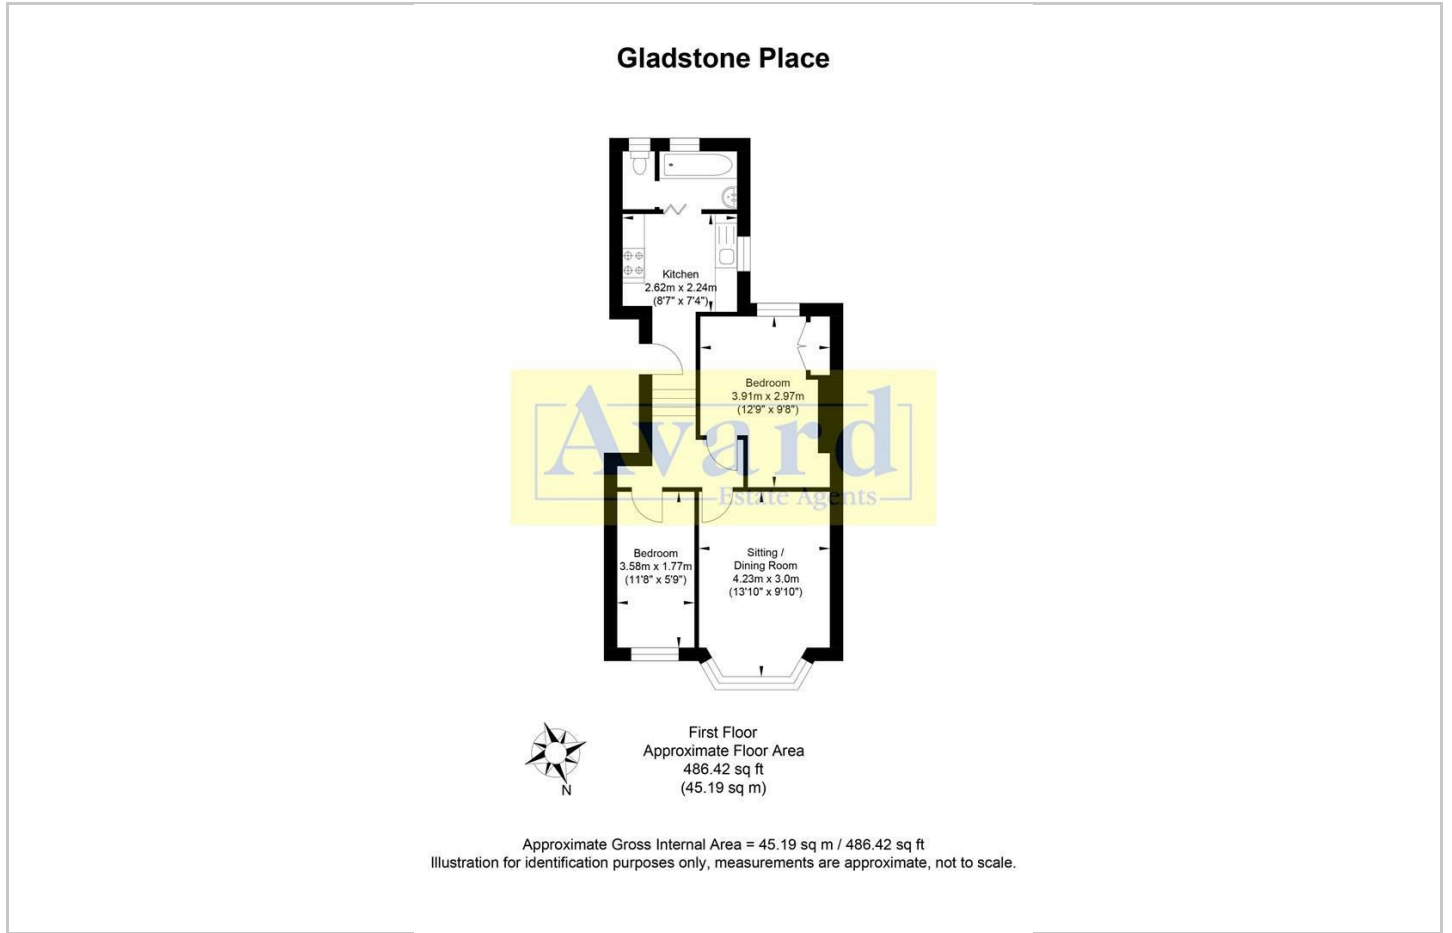 Gladstone Place
Kitchen
2.62m x 2.24m
(8'7" x 7'4")
Bedroom
3.91m x 2.97m
(12'9" x 9'8")
Avard
Estate Agents
Bedroom
3.58m x 1.77m
(11'8" x 5'9")
Sitting /
Dining Room
4.23m x 3.0m
(13'10" x 9'10")
N
First Floor
Approximate Floor Area
486.42 sq ft
(45.19 sq m)
Approximate Gross Internal Area = 45.19 sq m / 486.42 sq ft
Illustration for identification purposes only, measurements are approximate, not to scale.